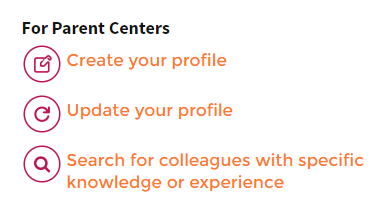 For Parent Centers
Create your profile
Update your profile
Search for colleagues with specific
knowledge or experience